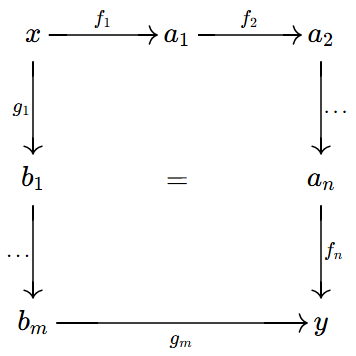 x f₁ a₁ f₂ a₂
g₁ …
b₁ = aₙ
… fₙ
bₘ gₘ y